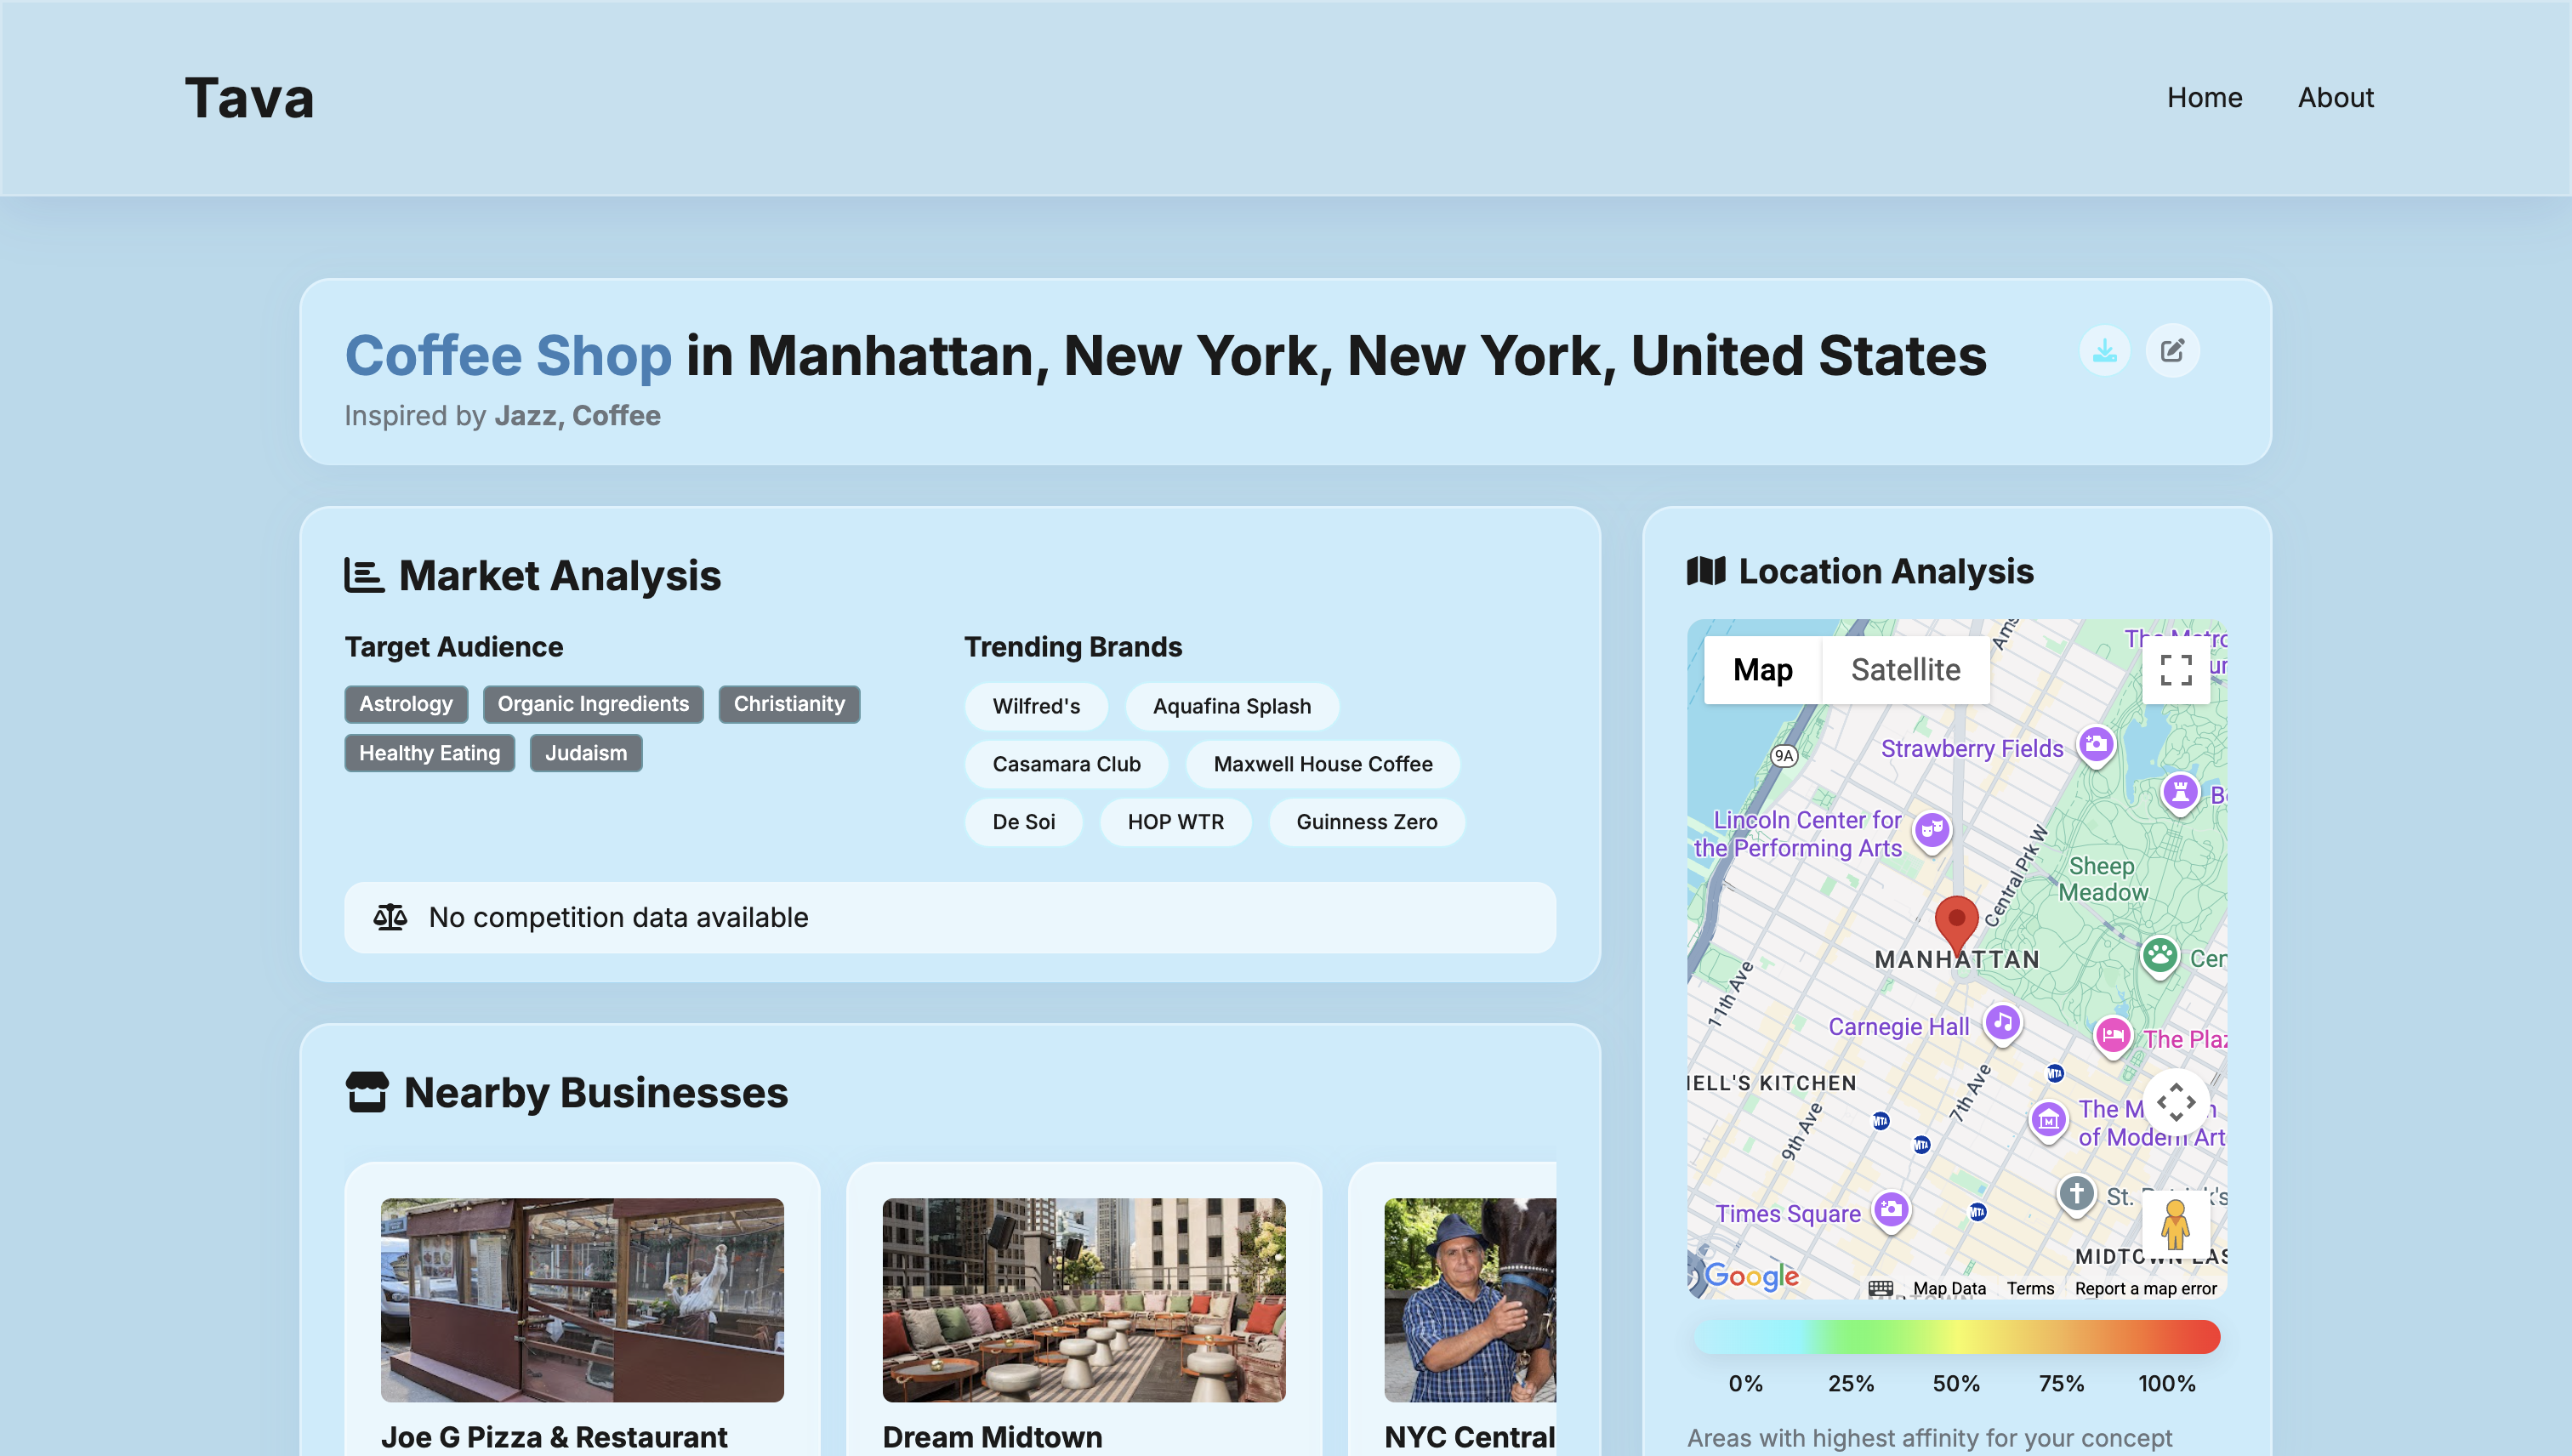 Tava
Home
About
Coffee Shop in Manhattan, New York, New York, United States
Inspired by Jazz, Coffee
Market Analysis
Target Audience
Astrology
Organic Ingredients
Christianity
Healthy Eating
Judaism
Trending Brands
Wilfred's
Aquafina Splash
Casamara Club
Maxwell House Coffee
De Soi
HOP WTR
Guinness Zero
No competition data available
Nearby Businesses
Joe G Pizza & Restaurant
Dream Midtown
NYC Central
Location Analysis
Map
Satellite
9A
Strawberry Fields
Lincoln Center for
the Performing Arts
Central Prk W
Sheep
Meadow
MANHATTAN
11th Ave
Carnegie Hall
The Plaz
ELL'S KITCHEN
7th Ave
9th Ave
MTA
MTA
MTA
MTA
The M
of Modern Art
Times Square
St.
MIDTOWN EAS
Google
Map Data
Terms
Report a map error
0%
25%
50%
75%
100%
Areas with highest affinity for your concept